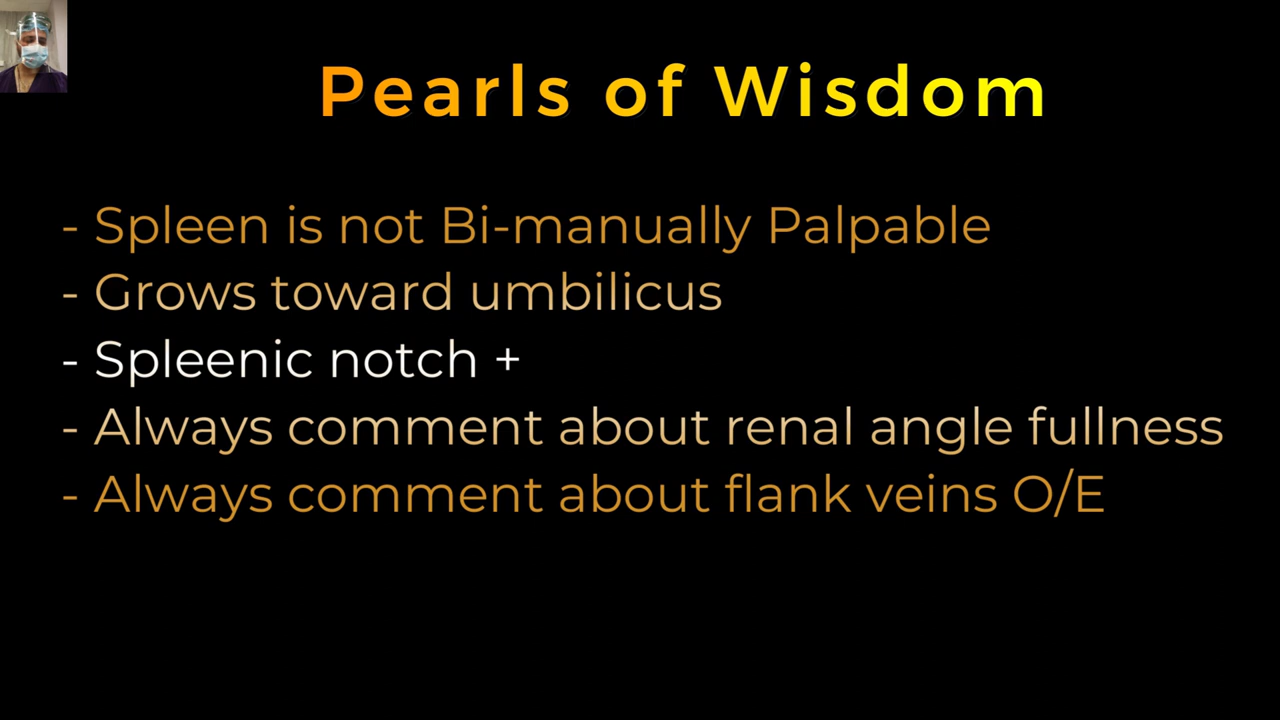 Pearls of Wisdom
- Spleen is not Bi-manually Palpable
- Grows toward umbilicus
- Spleenic notch +
- Always comment about renal angle fullness
- Always comment about flank veins O/E